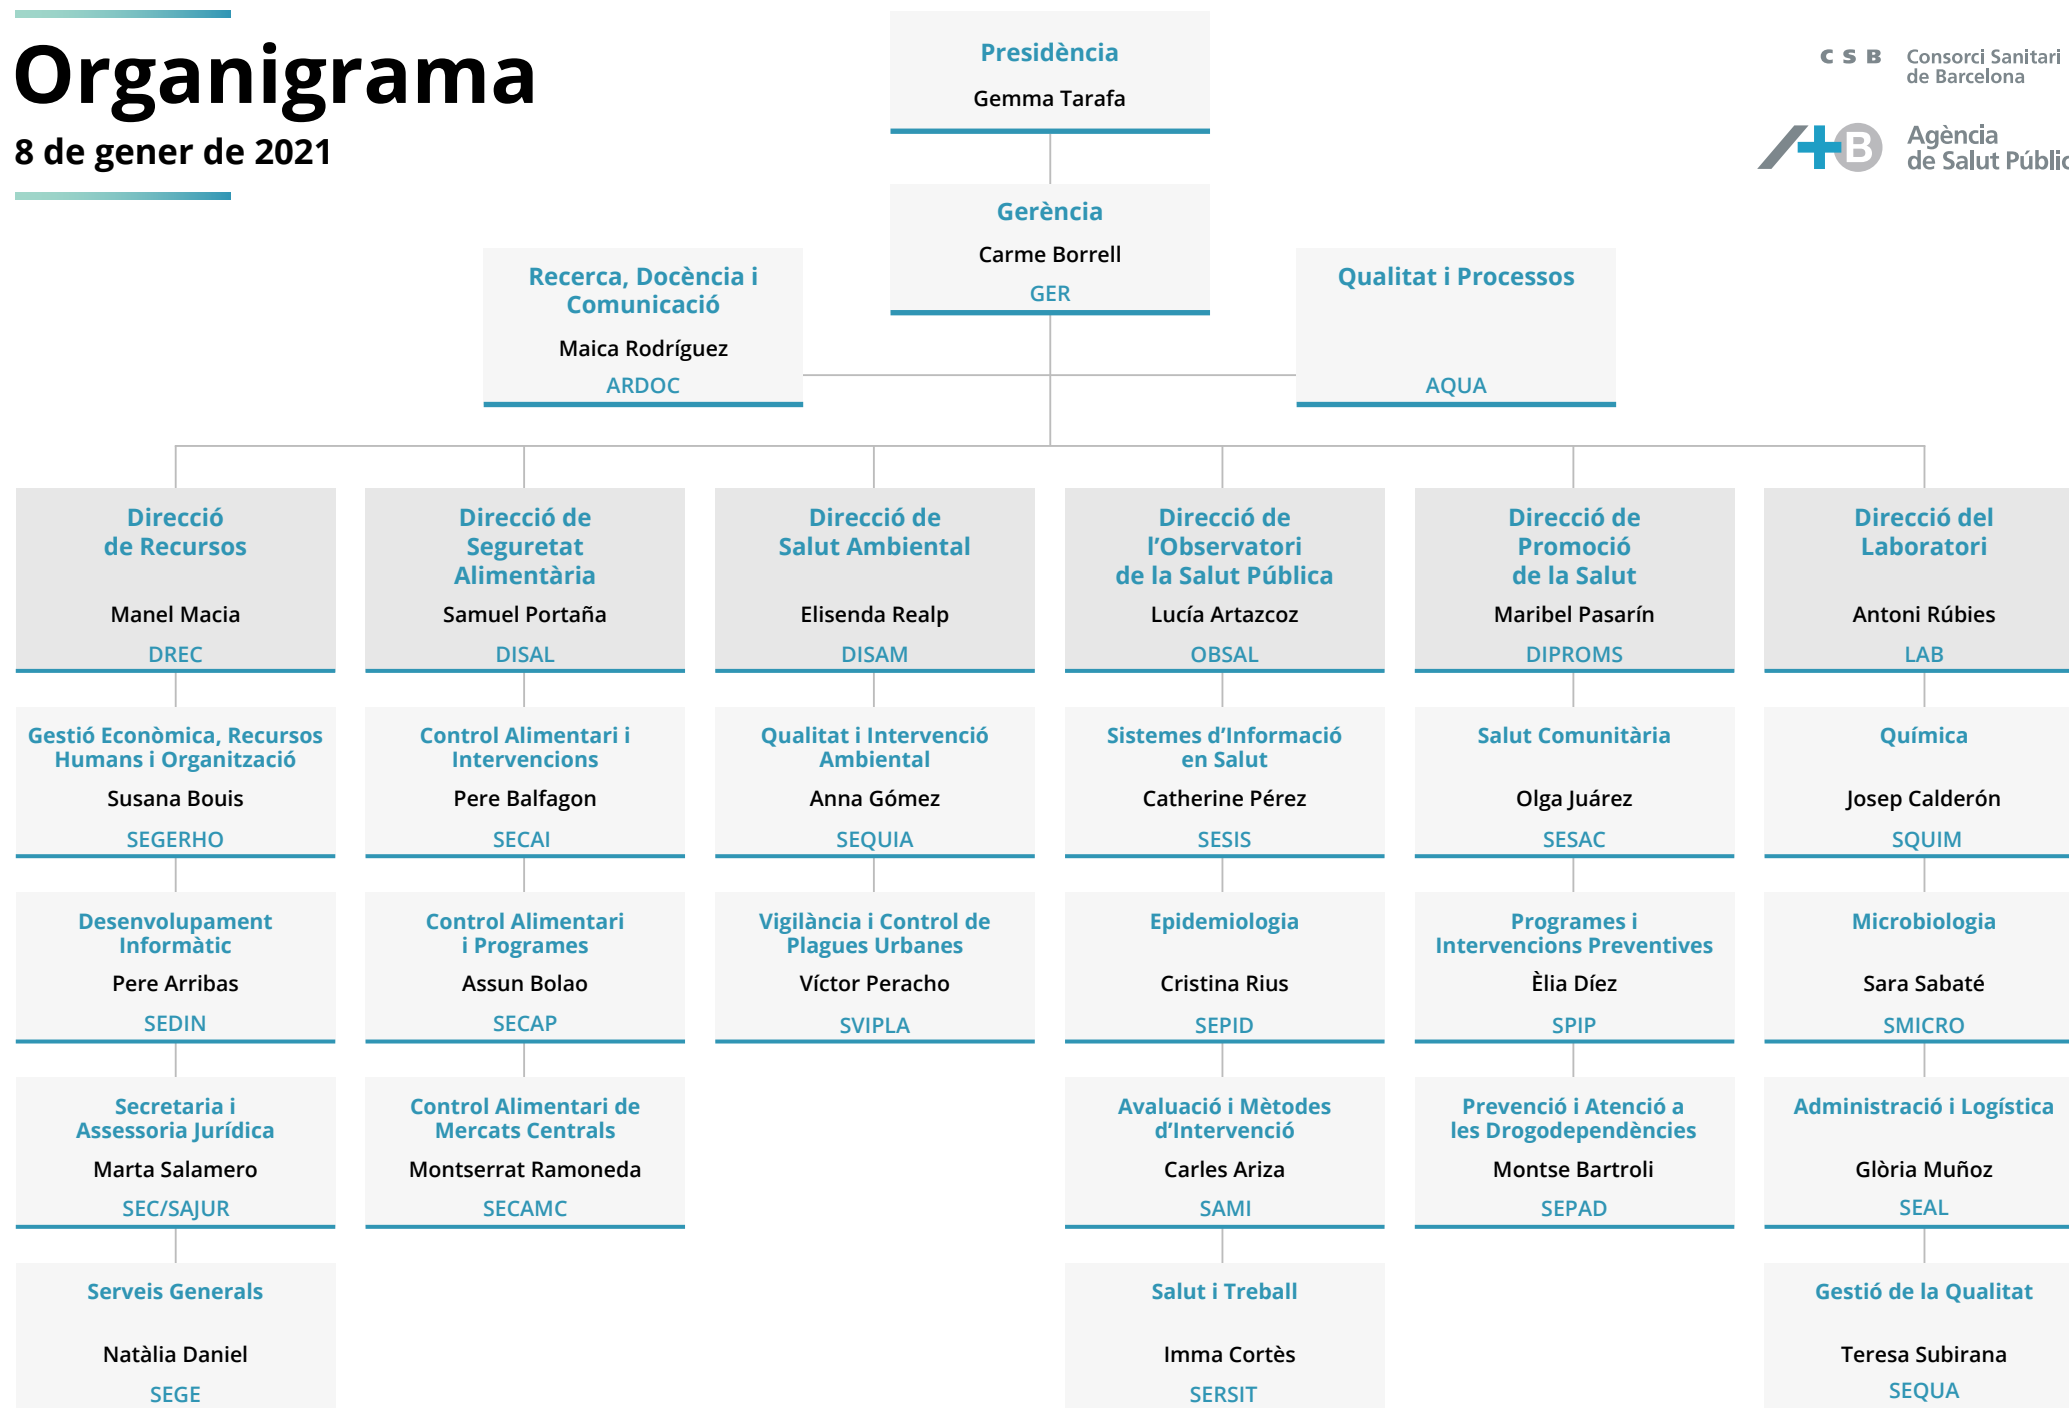 Organigrama
8 de gener de 2021
Presidència
Gemma Tarafa
C S B Consorci Sanitari
de Barcelona
A+B
Agència
de Salut
Gerència
Carme Borrell
GER
Recerca, Docència i
Comunicació
Maica Rodríguez
ARDOC
Qualitat i Processos
AQUA
Direcció
de Recursos
Manel Macia
DREC
Direcció de
Seguretat
Alimentària
Samuel Portaña
DISAL
Direcció de
Salut Ambiental
Elisenda Realp
DISAM
Direcció de
l’Observatori
de la Salut Pública
Lucía Artazcoz
OBSAL
Direcció de
Promoció
de la Salut
Maribel Pasarín
DIPROMS
Direcció del
Laboratori
Antoni Rúbies
LAB
Gestió Econòmica, Recursos
Humans i Organització
Susana Bouis
SEGERHO
Control Alimentari i
Intervencions
Pere Balfagon
SECAI
Qualitat i Intervenció
Ambiental
Anna Gómez
SEQUIA
Sistemes d’Informació
en Salut
Catherine Pérez
SESIS
Salut Comunitària
Olga Juárez
SESAC
Química
Josep Calderón
SQUIM
Desenvolupament
Informàtic
Pere Arribas
SEDIN
Control Alimentari
i Programes
Assun Bolao
SECAP
Vigilància i Control de
Plagues Urbanes
Víctor Peracho
SVIPLA
Epidemiologia
Cristina Rius
SEPID
Programes i
Intervencions Preventives
Èlia Díez
SPIP
Microbiologia
Sara Sabaté
SMICRO
Secretaria i
Assessoria Jurídica
Marta Salamero
SEC/SAJUR
Control Alimentari de
Mercats Centrals
Montserrat Ramoneda
SECAMC
Avaluació i Mètodes
d’Intervenció
Carles Ariza
SAMI
Prevenció i Atenció a
les Drogodependències
Montse Bartroli
SEPAD
Administració i Logística
Glòria Muñoz
SEAL
Serveis Generals
Natàlia Daniel
SEGE
Salut i Treball
Imma Cortès
SERSIT
Gestió de la Qualitat
Teresa Subirana
SEQUA